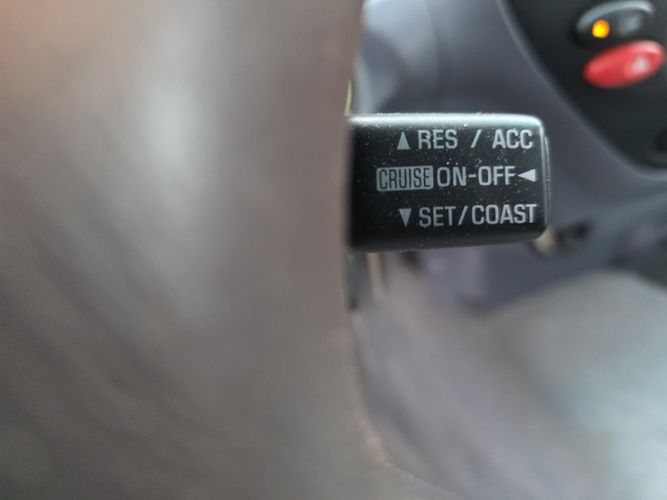 ▲ RES / ACC
CRUISE ON-OFF ◄
▼ SET/COAST